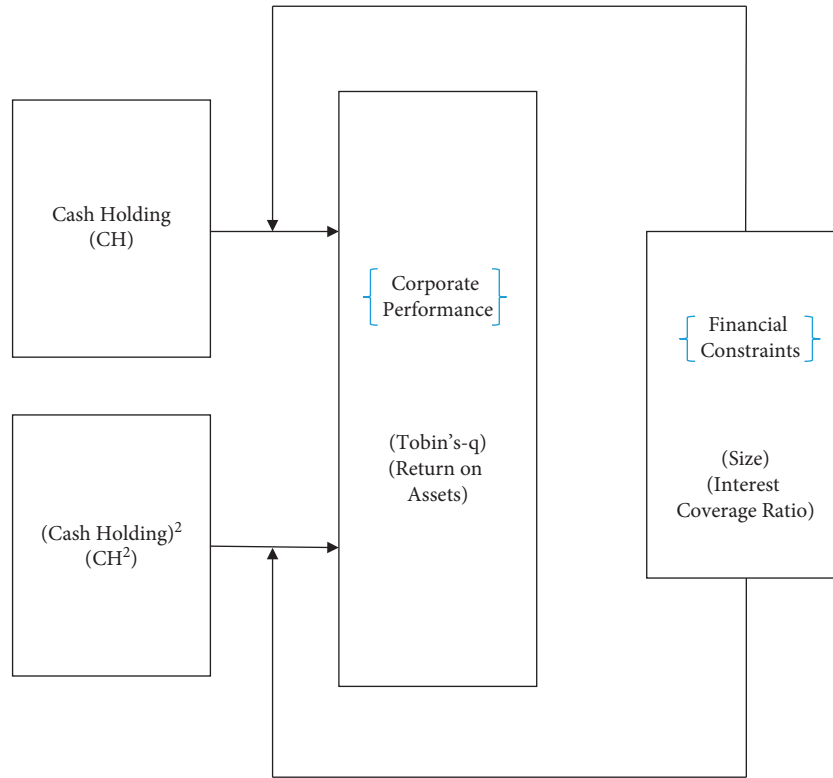 Cash Holding
(CH)
(Cash Holding)²
(CH²)
Corporate
Performance
(Tobin's-q)
(Return on
Assets)
Financial
Constraints
(Size)
(Interest
Coverage Ratio)